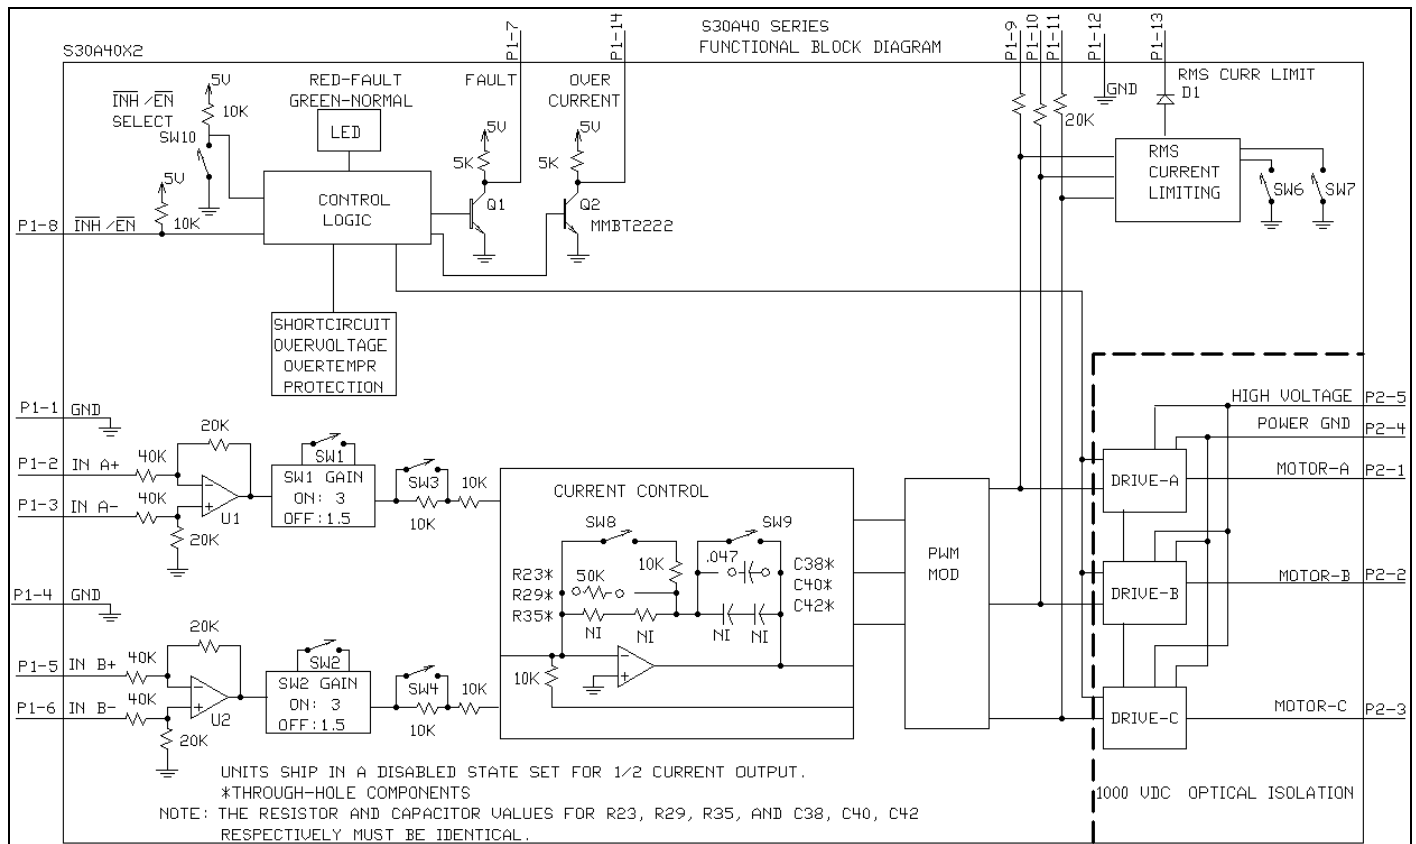 S30A40 SERIES
FUNCTIONAL BLOCK DIAGRAM
S30A40X2
P1-7
P1-14
P1-9
P1-10
P1-11
P1-12
P1-13
INH/EN
SELECT
5V
10K
SW10
5V
10K
P1-8
INH/EN
RED-FAULT
GREEN-NORMAL
LED
CONTROL
LOGIC
FAULT
5V
5K
Q1
OVER
CURRENT
5V
5K
Q2
MMBT2222
20K
GND
RMS CURR LIMIT
D1
RMS
CURRENT
LIMITING
SW6
SW7
SHORTCIRCUIT
OVERVOLTAGE
OVERTEMPR
PROTECTION
P1-1
GND
20K
P1-2
IN A+
40K
P1-3
IN A-
40K
U1
20K
SW1
SW1 GAIN
ON: 3
OFF:1.5
SW3
10K
10K
P1-4
GND
20K
P1-5
IN B+
40K
P1-6
IN B-
40K
U2
20K
SW2
SW2 GAIN
ON: 3
OFF:1.5
SW4
10K
10K
CURRENT CONTROL
SW8
SW9
10K
.047
R23*
R29*
R35*
50K
C38*
C40*
C42*
NI
NI
NI
NI
10K
PWM
MOD
HIGH VOLTAGE
P2-5
POWER GND
P2-4
DRIVE-A
MOTOR-A
P2-1
DRIVE-B
MOTOR-B
P2-2
DRIVE-C
MOTOR-C
P2-3
1000 VDC OPTICAL ISOLATION
UNITS SHIP IN A DISABLED STATE SET FOR 1/2 CURRENT OUTPUT.
*THROUGH-HOLE COMPONENTS
NOTE: THE RESISTOR AND CAPACITOR VALUES FOR R23, R29, R35, AND C38, C40, C42
RESPECTIVELY MUST BE IDENTICAL.